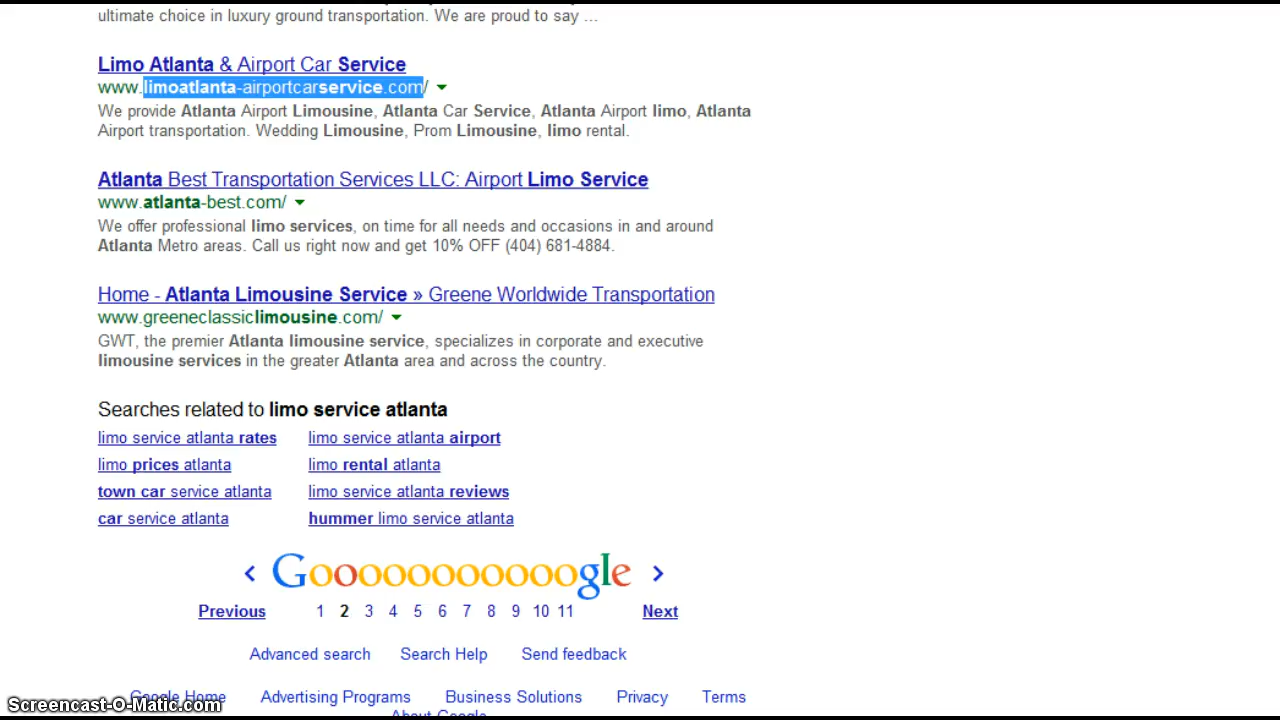 ultimate choice in luxury ground transportation. We are proud to say ...
Limo Atlanta & Airport Car Service
www.limoatlanta-airportcarservice.com/
We provide Atlanta Airport Limousine, Atlanta Car Service, Atlanta Airport limo, Atlanta
Airport transportation. Wedding Limousine, Prom Limousine, limo rental.
Atlanta Best Transportation Services LLC: Airport Limo Service
www.atlanta-best.com/
We offer professional limo services, on time for all needs and occasions in and around
Atlanta Metro areas. Call us right now and get 10% OFF (404) 681-4884.
Home - Atlanta Limousine Service » Greene Worldwide Transportation
www.greeneclassiclimousine.com/
GWT, the premier Atlanta limousine service, specializes in corporate and executive
limousine services in the greater Atlanta area and across the country.
Searches related to limo service atlanta
limo service atlanta rates limo service atlanta airport
limo prices atlanta limo rental atlanta
town car service atlanta limo service atlanta reviews
car service atlanta hummer limo service atlanta
< Gooooooooooogle >
Previous 1 2 3 4 5 6 7 8 9 10 11 Next
Advanced search Search Help Send feedback
Google Home Advertising Programs Business Solutions Privacy Terms
Screencast-O-Matic.com
About Google